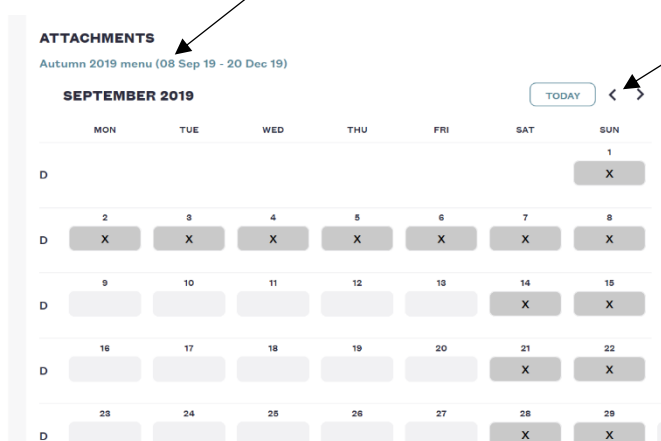 ATTACHMENTS
Autumn 2019 menu (08 Sep 19 - 20 Dec 19)
SEPTEMBER 2019 TODAY < >
MON TUE WED THU FRI SAT SUN
1
D X
2 3 4 5 6 7 8
D X X X X X X X
9 10 11 12 13 14 15
D X X
16 17 18 19 20 21 22
D X X
23 24 25 26 27 28 29
D X X